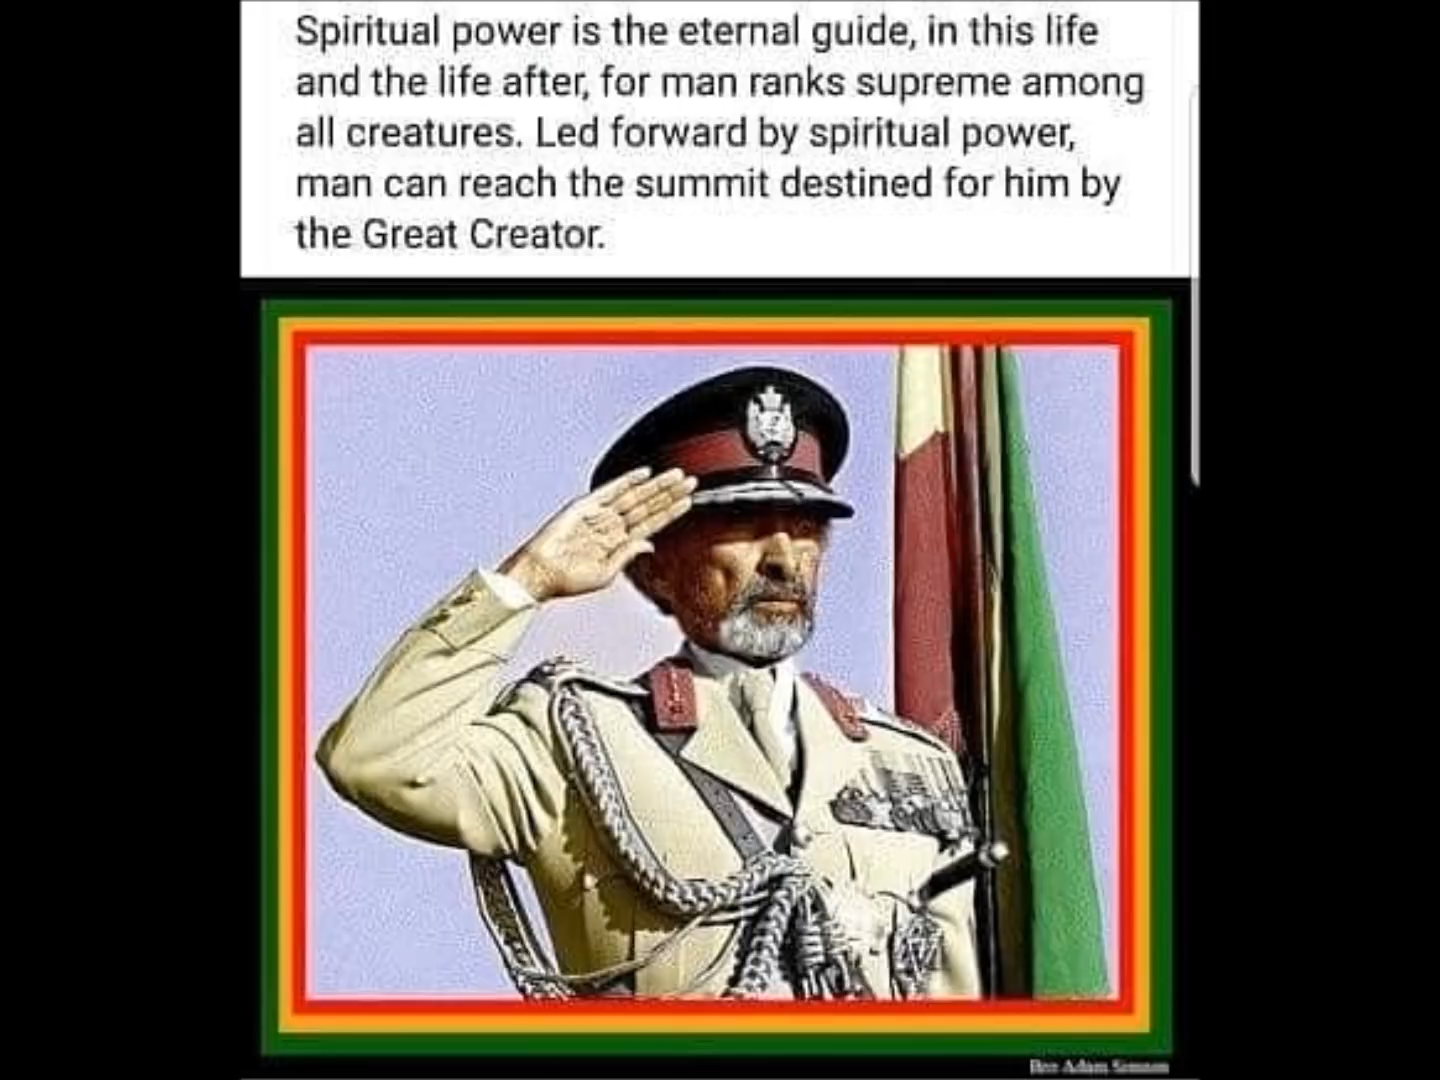 Spiritual power is the eternal guide, in this life
and the life after, for man ranks supreme among
all creatures. Led forward by spiritual power,
man can reach the summit destined for him by
the Great Creator.
Adam